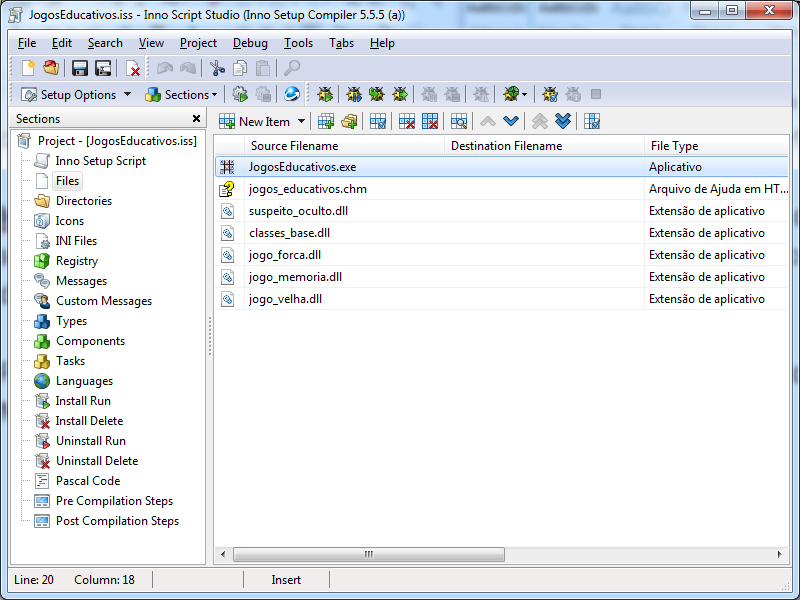 JogosEducativos.iss - Inno Script Studio (Inno Setup Compiler 5.5.5 (a))
File Edit Search View Project Debug Tools Tabs Help
Setup Options Sections
Sections
Project - [JogosEducativos.iss]
Inno Setup Script
Files
Directories
Icons
INI Files
Registry
Messages
Custom Messages
Types
Components
Tasks
Languages
Install Run
Install Delete
Uninstall Run
Uninstall Delete
Pascal Code
Pre Compilation Steps
Post Compilation Steps
New Item
Source Filename Destination Filename File Type
JogosEducativos.exe Aplicativo
jogos_educativos.chm Arquivo de Ajuda em HT...
suspeito_oculto.dll Extensão de aplicativo
classes_base.dll Extensão de aplicativo
jogo_forca.dll Extensão de aplicativo
jogo_memoria.dll Extensão de aplicativo
jogo_velha.dll Extensão de aplicativo
Line: 20 Column: 18 Insert